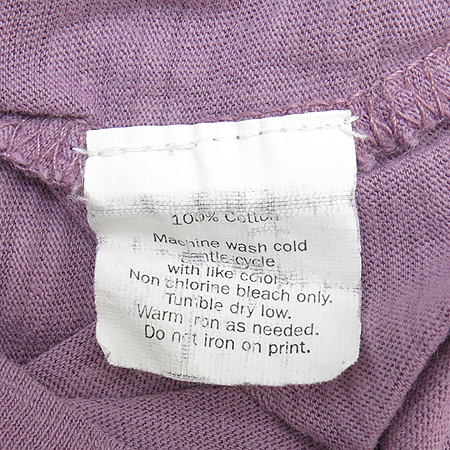 100% Cotton
Machine wash cold
gentle cycle
with like colors
Non chlorine bleach only.
Tumble dry low.
Warm iron as needed.
Do not iron on print.